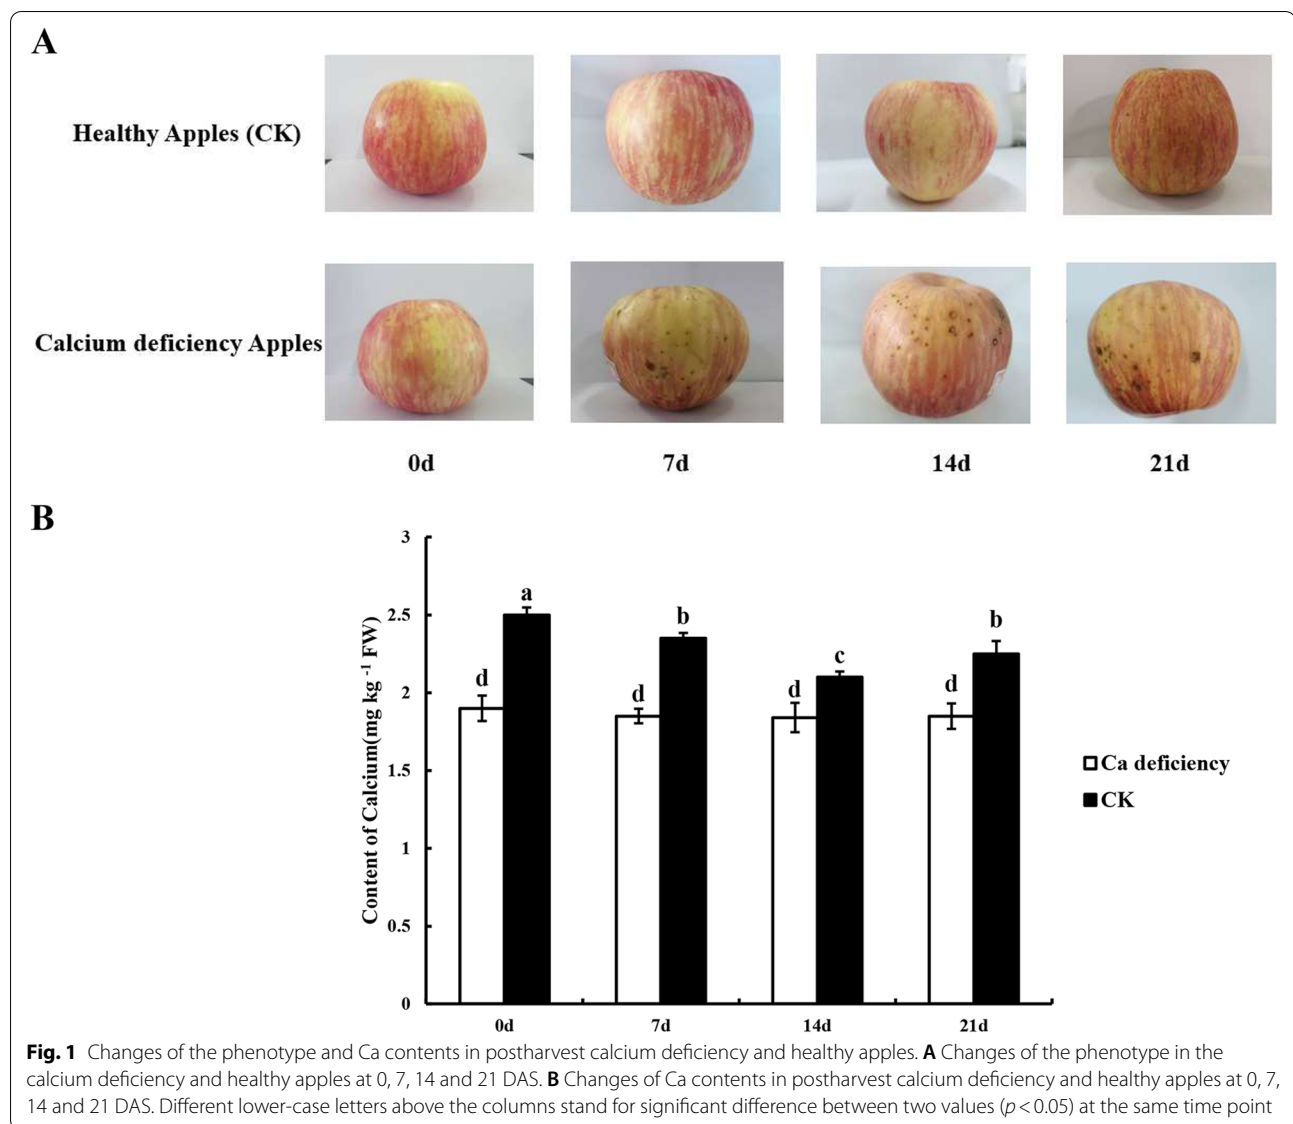 A
Healthy Apples (CK)
Calcium deficiency Apples
0d 7d 14d 21d
B
Content of Calcium(mg kg -1 FW)
3
2.5
2
1.5
1
0.5
0
a
d
b
d
c
d
b
d
Ca deficiency
CK
0d 7d 14d 21d
Fig. 1 Changes of the phenotype and Ca contents in postharvest calcium deficiency and healthy apples. A Changes of the phenotype in the
calcium deficiency and healthy apples at 0, 7, 14 and 21 DAS. B Changes of Ca contents in postharvest calcium deficiency and healthy apples at 0, 7,
14 and 21 DAS. Different lower-case letters above the columns stand for significant difference between two values (p < 0.05) at the same time point